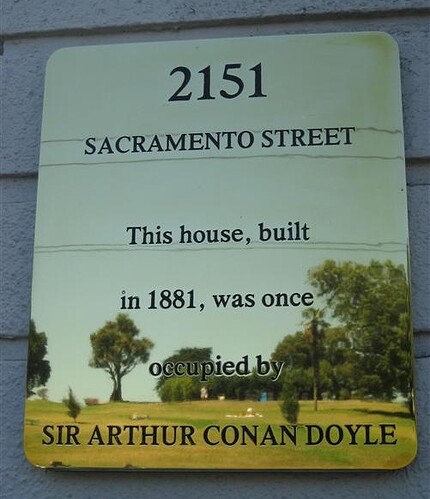 2151
SACRAMENTO STREET
This house, built
in 1881, was once
occupied by
SIR ARTHUR CONAN DOYLE